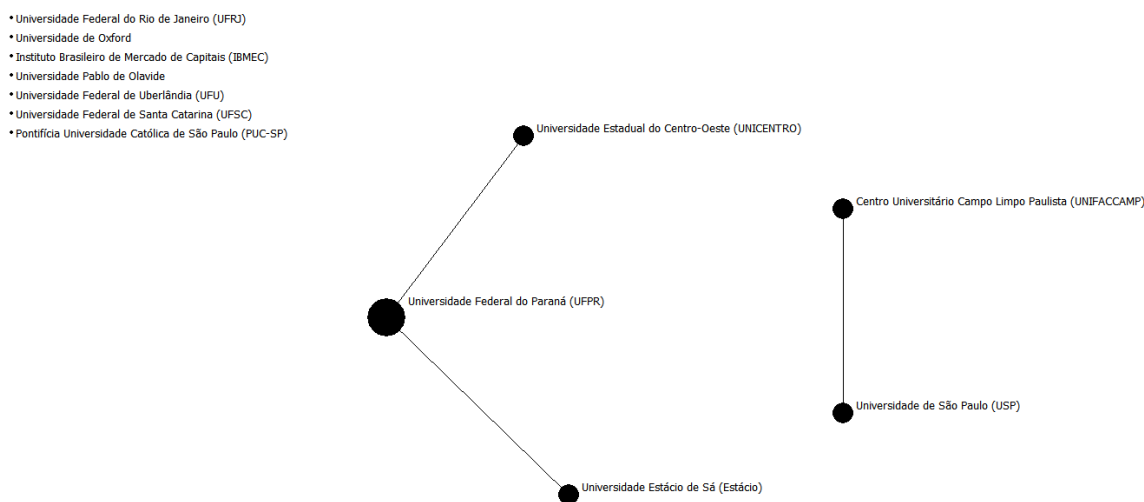 Universidade Federal do Rio de Janeiro (UFRJ)
Universidade de Oxford
Instituto Brasileiro de Mercado de Capitais (IBMEC)
Universidade Pablo de Olavide
Universidade Federal de Uberlândia (UFU)
Universidade Federal de Santa Catarina (UFSC)
Pontifícia Universidade Católica de São Paulo (PUC-SP)
Universidade Estadual do Centro-Oeste (UNICENTRO)
Centro Universitário Campo Limpo Paulista (UNIFACCAMP)
Universidade Federal do Paraná (UFPR)
Universidade de São Paulo (USP)
Universidade Estácio de Sá (Estácio)